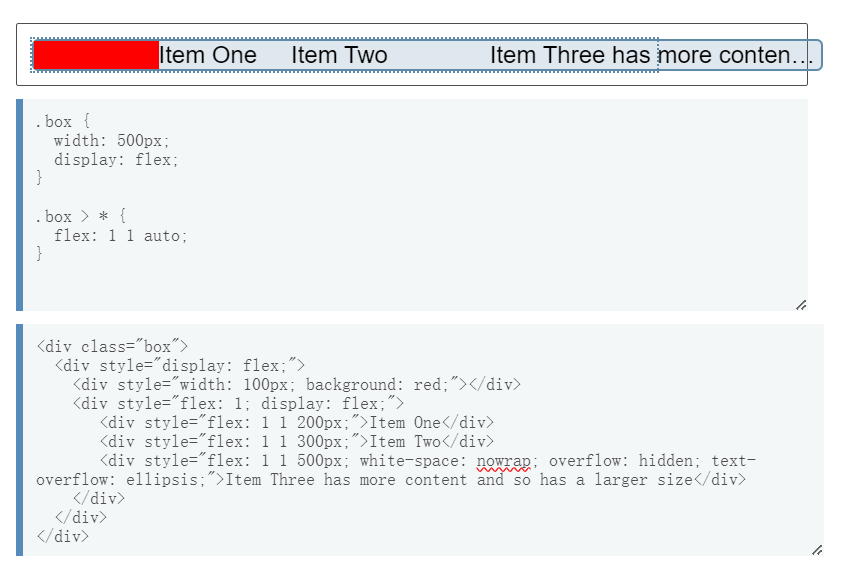 Item One Item Two Item Three has more conten...
.box {
width: 500px;
display: flex;
}
.box > * {
flex: 1 1 auto;
}
<div class="box">
<div style="display: flex;">
<div style="width: 100px; background: red;"></div>
<div style="flex: 1; display: flex;">
<div style="flex: 1 1 200px;">Item One</div>
<div style="flex: 1 1 300px;">Item Two</div>
<div style="flex: 1 1 500px; white-space: nowrap; overflow: hidden; text-
overflow: ellipsis;">Item Three has more content and so has a larger size</div>
</div>
</div>
</div>